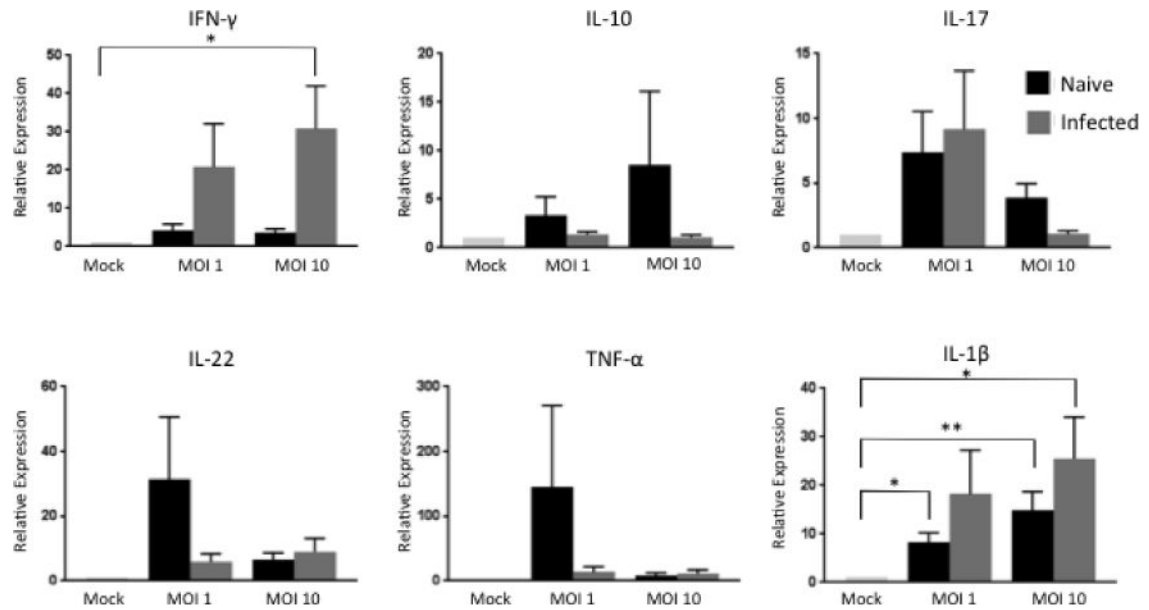 IFN-γ
*
50
40
30
20
10
0
Relative Expression
Mock MOI 1 MOI 10
IL-10
20
15
10
5
0
Relative Expression
Mock MOI 1 MOI 10
IL-17
15
10
5
0
Relative Expression
Mock MOI 1 MOI 10
Naive
Infected
IL-22
60
40
20
0
Relative Expression
Mock MOI 1 MOI 10
TNF-α
300
200
100
0
Relative Expression
Mock MOI 1 MOI 10
IL-1β
*
**
*
40
30
20
10
0
Relative Expression
Mock MOI 1 MOI 10